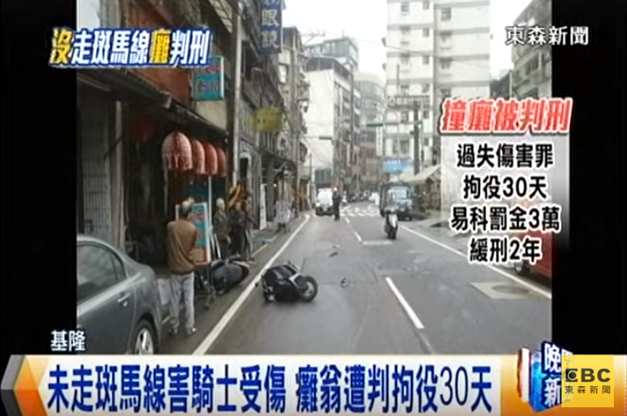 沒走斑馬線癱判刑
東森新聞
眼鏡
撞癱被判刑
過失傷害罪
拘役30天
易科罰金3萬
緩刑2年
基隆
未走斑馬線害騎士受傷 癱翁遭判拘役30天
晚
新
EBC
東森新聞